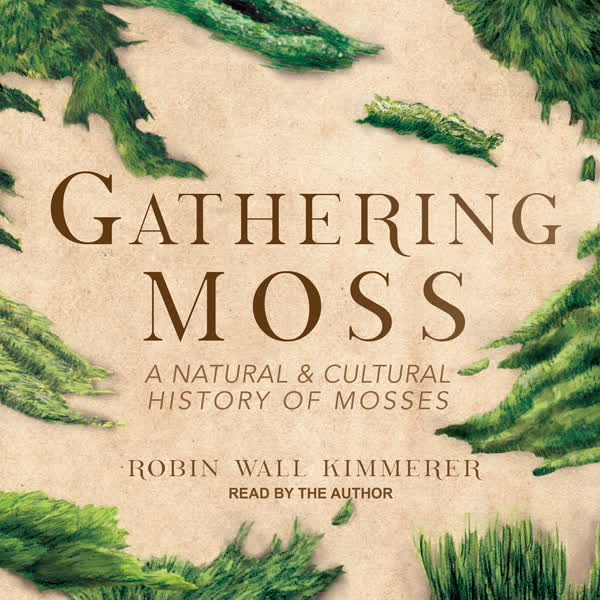 GATHERING
MOSS
A NATURAL & CULTURAL
HISTORY OF MOSSES
ROBIN WALL KIMMERER
READ BY THE AUTHOR